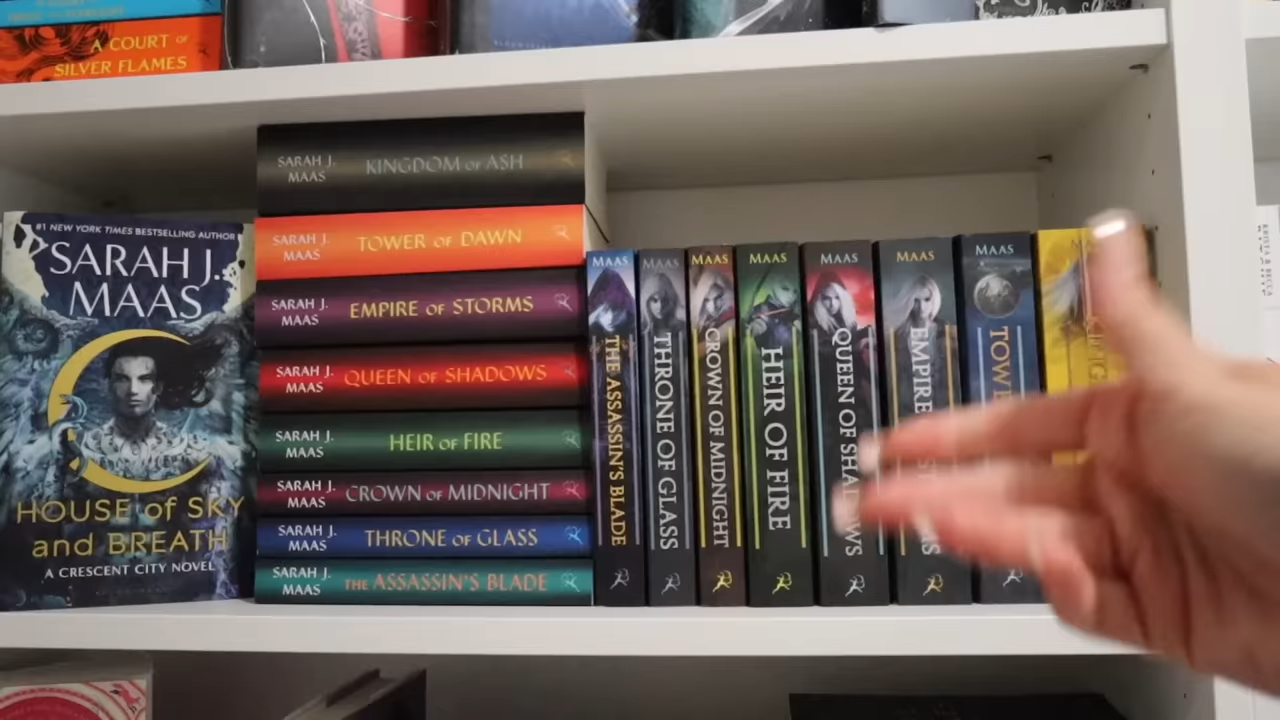 A COURT OF
SILVER FLAMES
#1 NEW YORK TIMES BESTSELLING AUTHOR
SARAH J.
MAAS
HOUSE of SKY
and BREATH
A CRESCENT CITY NOVEL
SARAH J.
MAAS
KINGDOM OF ASH
SARAH J.
MAAS
TOWER OF DAWN
SARAH J.
MAAS
EMPIRE OF STORMS
SARAH J.
MAAS
QUEEN OF SHADOWS
SARAH J.
MAAS
HEIR OF FIRE
SARAH J.
MAAS
CROWN OF MIDNIGHT
SARAH J.
MAAS
THRONE OF GLASS
SARAH J.
MAAS
THE ASSASSIN'S BLADE
MAAS
THE ASSASSIN'S BLADE
MAAS
THRONE OF GLASS
MAAS
CROWN OF MIDNIGHT
MAAS
HEIR OF FIRE
MAAS
QUEEN OF SHADOWS
MAAS
EMPIRE
MAAS
KRISTA & BECCA